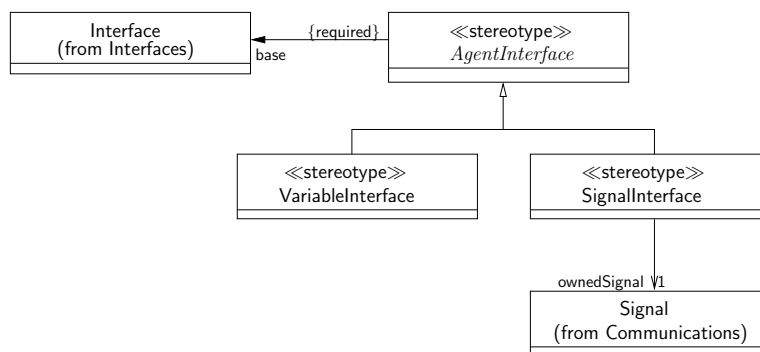 Interface
(from Interfaces)
{required}
base
≪stereotype≫
AgentInterface
≪stereotype≫
VariableInterface
≪stereotype≫
SignalInterface
ownedSignal
1
Signal
(from Communications)